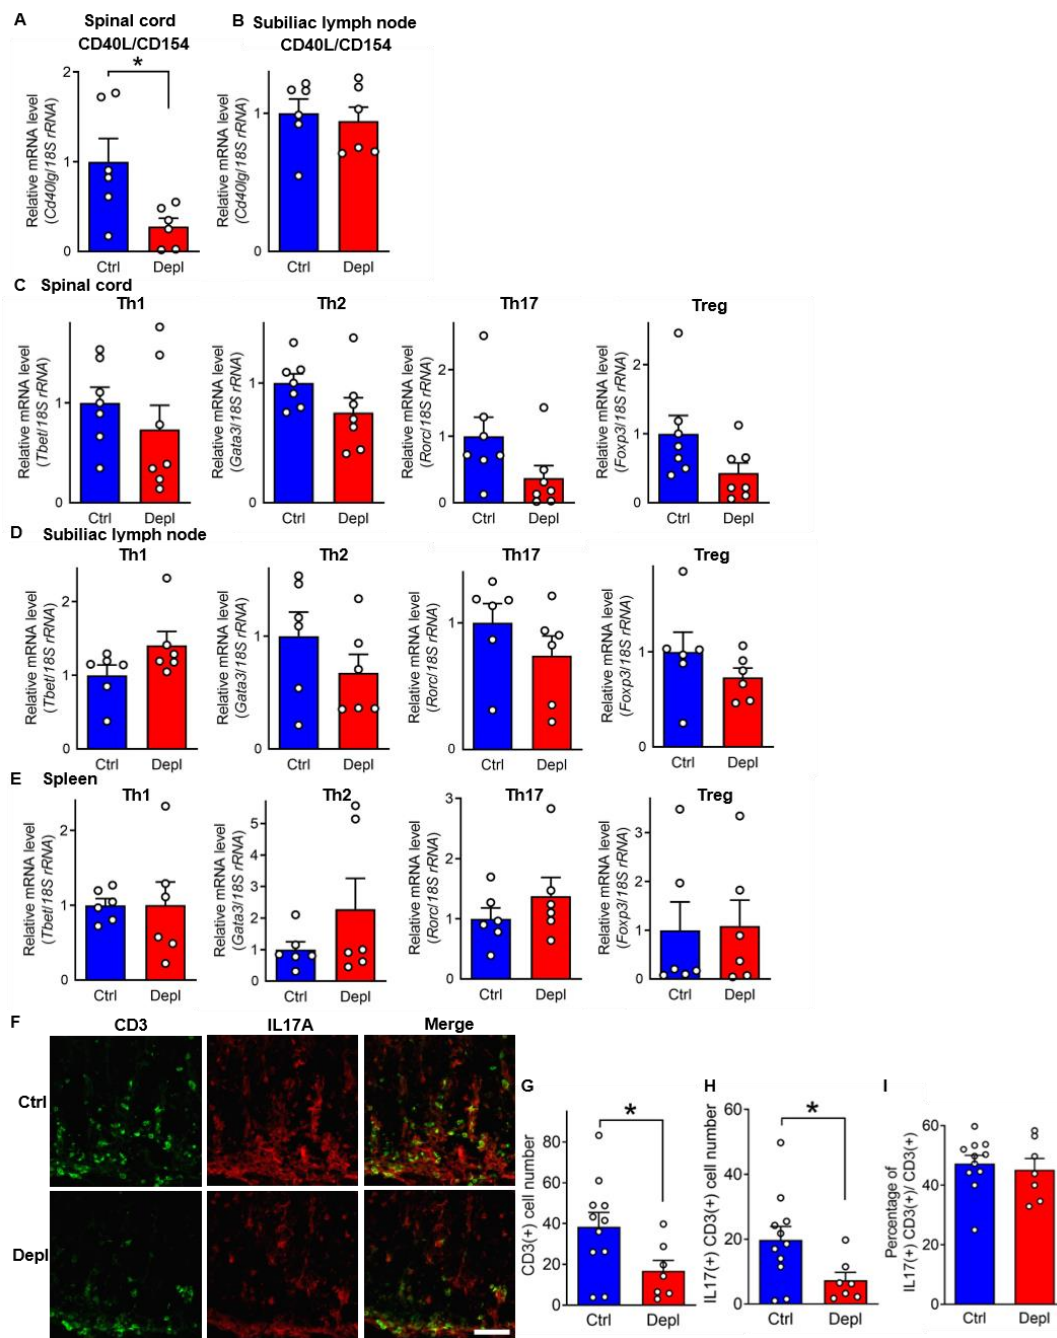 A Spinal cord
CD40L/CD154
B Subiliac lymph node
CD40L/CD154
*
Relative mRNA level
(Cd40lg/18S rRNA)
2
1
0
Ctrl Depl
Relative mRNA level
(Cd40lg/18S rRNA)
1
0
Ctrl Depl
C Spinal cord
Th1
Relative mRNA level
(Tbet/18S rRNA)
1
0
Ctrl Depl
Th2
Relative mRNA level
(Gata3/18S rRNA)
1
0
Ctrl Depl
Th17
Relative mRNA level
(Rorc/18S rRNA)
2
1
0
Ctrl Depl
Treg
Relative mRNA level
(Foxp3/18S rRNA)
2
1
0
Ctrl Depl
D Subiliac lymph node
Th1
Relative mRNA level
(Tbet/18S rRNA)
2
1
0
Ctrl Depl
Th2
Relative mRNA level
(Gata3/18S rRNA)
1
0
Ctrl Depl
Th17
Relative mRNA level
(Rorc/18S rRNA)
1
0
Ctrl Depl
Treg
Relative mRNA level
(Foxp3/18S rRNA)
1
0
Ctrl Depl
E Spleen
Th1
Relative mRNA level
(Tbet/18S rRNA)
2
1
0
Ctrl Depl
Th2
Relative mRNA level
(Gata3/18S rRNA)
5
4
3
2
1
0
Ctrl Depl
Th17
Relative mRNA level
(Rorc/18S rRNA)
3
2
1
0
Ctrl Depl
Treg
Relative mRNA level
(Foxp3/18S rRNA)
3
2
1
0
Ctrl Depl
F
CD3 IL17A Merge
Ctrl
Depl
G
*
CD3(+) cell number
80
60
40
20
0
Ctrl Depl
H
*
IL17(+) CD3(+) cell number
60
40
20
0
Ctrl Depl
I
Percentage of
IL17(+) CD3(+)/ CD3(+)
60
40
20
0
Ctrl Depl